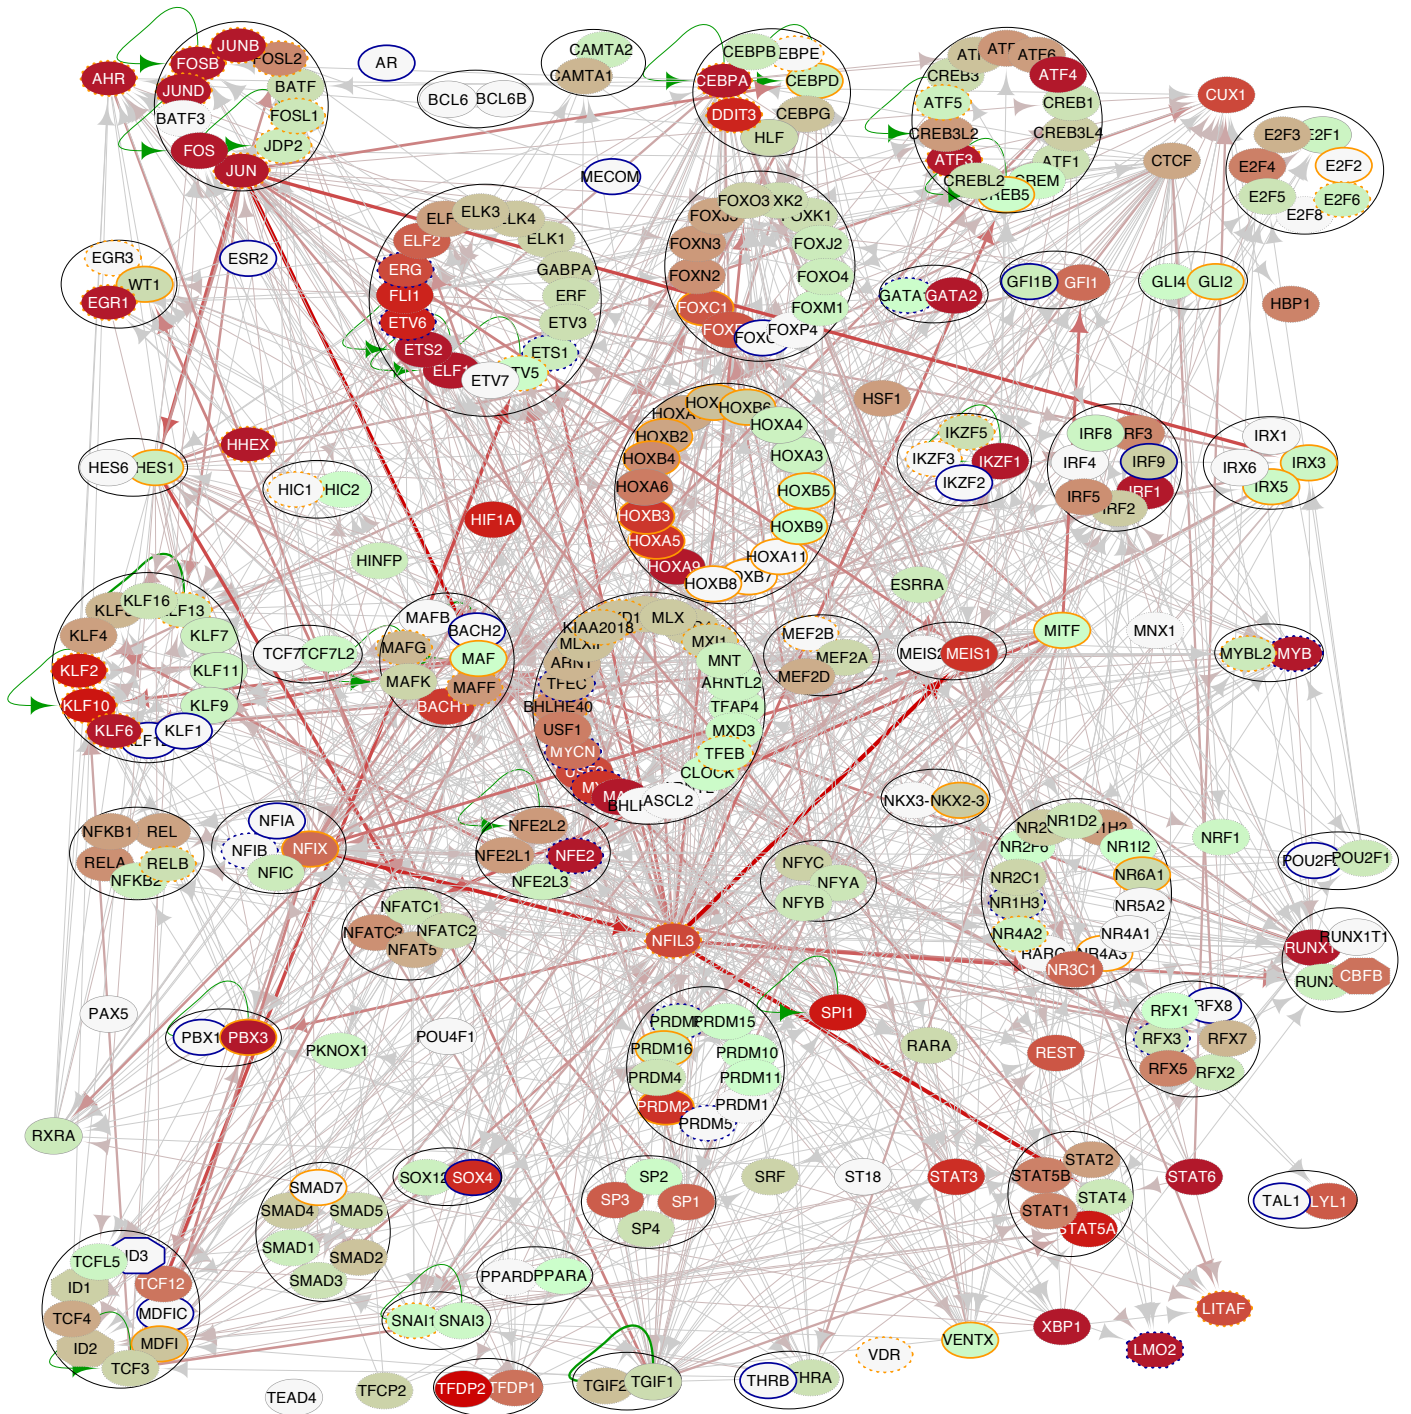 JUNB
FOSB
FOSL2
AHR
JUND
BATF
BATF3
FOSL1
FOS
JDP2
JUN
AR
BCL6
BCL6B
CAMTA2
CAMTA1
CEBPB
CEBPA
CEBPD
DDIT3
CEBPG
HLF
ATF6
ATF4
CREB3
ATF5
CREB1
CREB3L2
CREB3L4
ATF3
ATF1
CREBL2
CUX1
CTCF
E2F3
E2F1
E2F4
E2F2
E2F5
E2F6
E2F8
MECOM
EGR3
WT1
EGR1
ESR2
ELK3
ELF2
ELK1
ERG
GABPA
FLI1
ERF
ETV6
ETV3
ETS2
ETS1
ETV7
FOXO3
FOXK1
FOXN3
FOXJ2
FOXN2
FOXO4
FOXC1
FOXM1
FOXP4
GATA2
GFI1B
GFI1
GLI4
GLI2
HBP1
HHEX
HES6
HES1
HIC1
HIC2
HIF1A
HINFP
HOXB6
HOXA4
HOXB2
HOXB4
HOXA3
HOXA6
HOXB5
HOXB3
HOXB9
HOXA5
HOXA9
HOXA11
HOXB8
HSF1
IKZF5
IKZF3
IKZF1
IKZF2
IRF8
IRF3
IRF4
IRF9
IRF1
IRF5
IRF2
IRX1
IRX6
IRX3
IRX5
ESRRA
KLF16
KLF13
KLF4
KLF7
KLF2
KLF11
KLF10
KLF9
KLF6
KLF1
TCF7
TCF7L2
MAFB
BACH2
MAFG
MAF
MAFK
MAFF
BACH1
KIAA2018
MLX
MXI1
MNT
ARNT
TFEC
ARNTL2
BHLHE40
TFAP4
USF1
MXD3
MYCN
TFEB
CLOCK
ASCL2
MEF2B
MEF2A
MEF2D
MEIS1
MITF
MNX1
MYBL2
MYB
NFKB1
REL
RELA
RELB
NFKB2
NFIA
NFIB
NFIX
NFIC
NFE2L2
NFE2L1
NFE2
NFE2L3
NFATC1
NFATC2
NFAT5
NFIL3
NFYC
NFYA
NFYB
NKX2-3
NR1D2
NR2F6
NR1I2
NR2C1
NR6A1
NR1H3
NR5A2
NR4A2
NR4A1
NR4A3
NR3C1
NRF1
POU2F1
RUNX1T1
RUNX1
CBFB
PAX5
PBX1
PBX3
PKNOX1
POU4F1
PRDM15
PRDM16
PRDM10
PRDM4
PRDM11
PRDM2
PRDM1
PRDM5
SPI1
RARA
REST
RFX8
RFX1
RFX3
RFX7
RFX5
RFX2
RXRA
SMAD7
SMAD4
SMAD5
SMAD1
SMAD2
SMAD3
SOX12
SOX4
SP2
SP3
SP1
SP4
SRF
ST18
STAT3
STAT2
STAT5B
STAT4
STAT1
STAT5A
STAT6
TAL1
LYL1
ID3
TCFL5
ID1
TCF12
TCF4
MDFIC
ID2
MDFI
TCF3
PPARD
PPARA
SNAI1
SNAI3
TEAD4
TFCP2
TFDP2
TFDP1
TGIF2
TGIF1
THRB
THRA
VDR
VENTX
XBP1
LMO2
LITAF